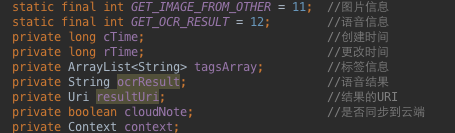 static final int GET_IMAGE_FROM_OTHER = 11; //图片信息
static final int GET_OCR_RESULT = 12; //语音信息
private long cTime; //创建时间
private long rTime; //更改时间
private ArrayList<String> tagsArray; //标签信息
private String ocrResult; //语音结果
private Uri resultUri; //结果的URI
private boolean cloudNote; //是否同步到云端
private Context context;